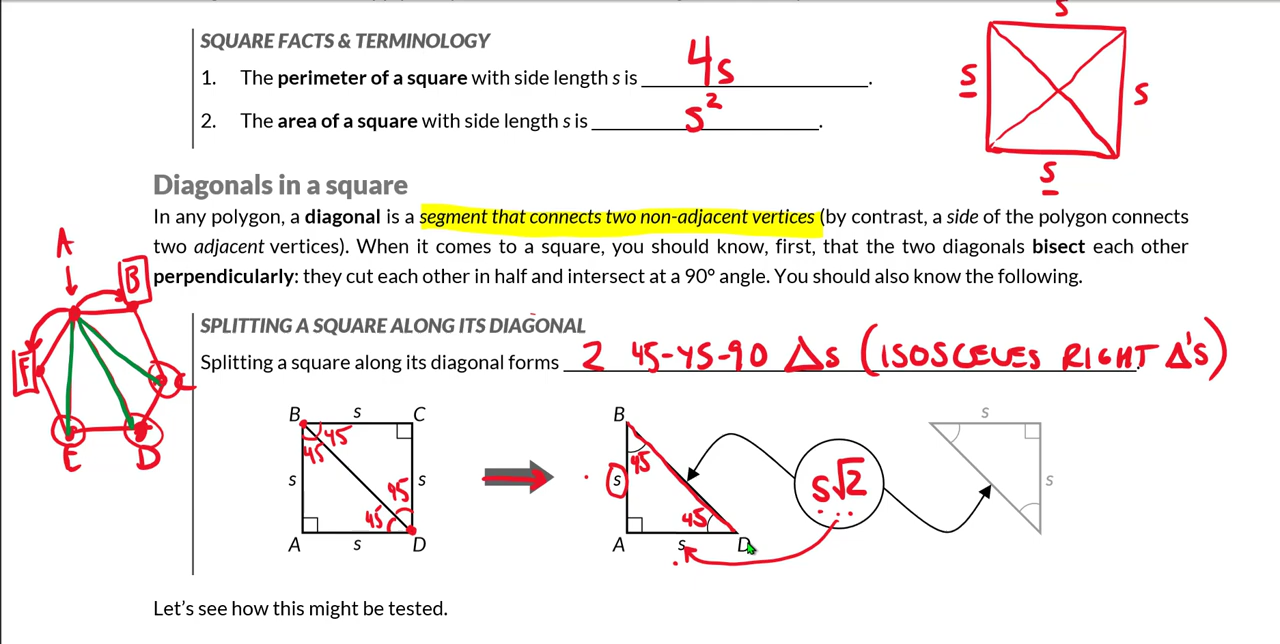 s
SQUARE FACTS & TERMINOLOGY
1. The perimeter of a square with side length s is 4s.
s s
2. The area of a square with side length s is s².
s
Diagonals in a square
In any polygon, a diagonal is a segment that connects two non-adjacent vertices (by contrast, a side of the polygon connects
two adjacent vertices). When it comes to a square, you should know, first, that the two diagonals bisect each other
perpendicularly: they cut each other in half and intersect at a 90° angle. You should also know the following.
A
B
F
C
E D
SPLITTING A SQUARE ALONG ITS DIAGONAL
Splitting a square along its diagonal forms 2 45-45-90 Δs (ISOSCELES RIGHT Δ'S).
B s C
45
45
s 45 s
45
A s D
B
45
s
45
A s D
s√2
s
s
Let's see how this might be tested.